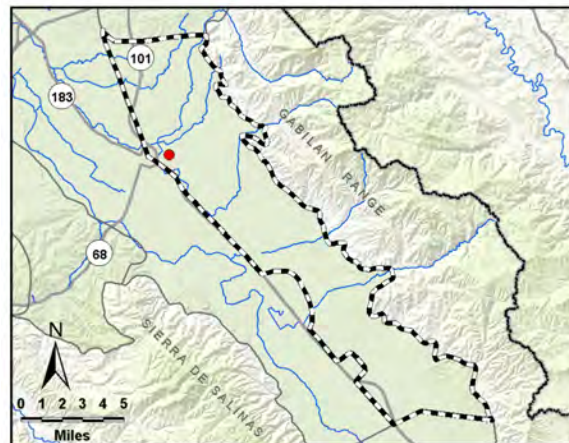 101
183
GABILAN RANGE
68
SIERRA DE SALINAS
N
0 1 2 3 4 5
Miles